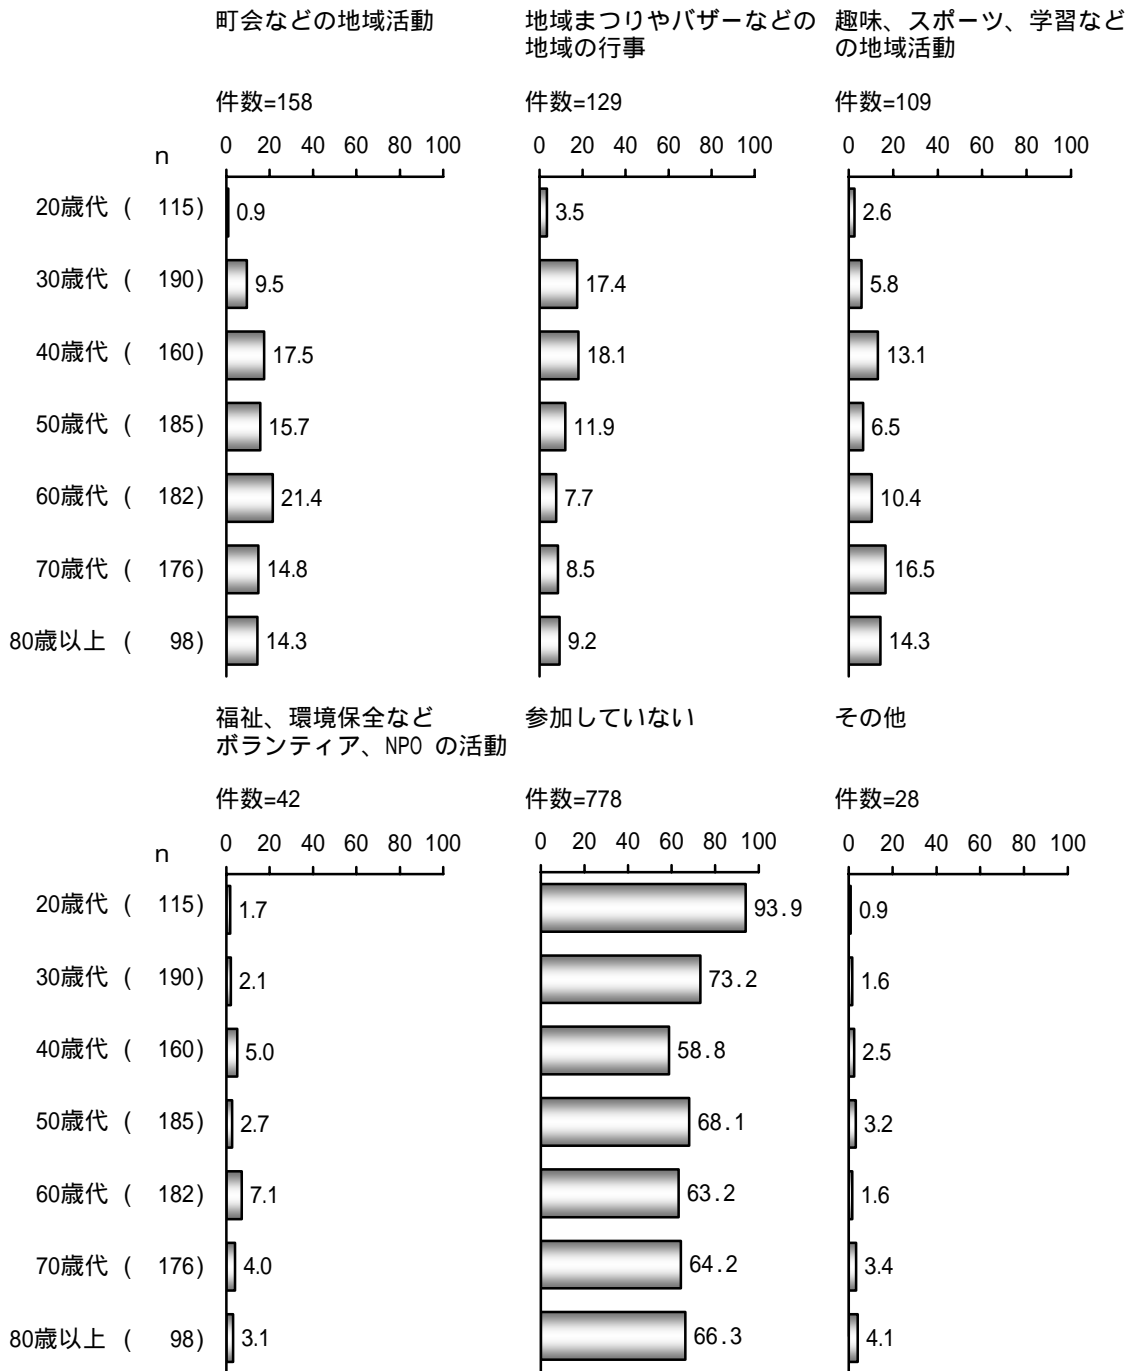 町会などの地域活動
地域まつりやバザーなどの
地域の行事
趣味、スポーツ、学習など
の地域活動
件数=158
件数=129
件数=109
n
0 20 40 60 80 100
0 20 40 60 80 100
0 20 40 60 80 100
20歳代 ( 115) 0.9 3.5 2.6
30歳代 ( 190) 9.5 17.4 5.8
40歳代 ( 160) 17.5 18.1 13.1
50歳代 ( 185) 15.7 11.9 6.5
60歳代 ( 182) 21.4 7.7 10.4
70歳代 ( 176) 14.8 8.5 16.5
80歳以上 ( 98) 14.3 9.2 14.3
福祉、環境保全など
ボランティア、NPO の活動
参加していない
その他
件数=42
件数=778
件数=28
n
0 20 40 60 80 100
0 20 40 60 80 100
0 20 40 60 80 100
20歳代 ( 115) 1.7 93.9 0.9
30歳代 ( 190) 2.1 73.2 1.6
40歳代 ( 160) 5.0 58.8 2.5
50歳代 ( 185) 2.7 68.1 3.2
60歳代 ( 182) 7.1 63.2 1.6
70歳代 ( 176) 4.0 64.2 3.4
80歳以上 ( 98) 3.1 66.3 4.1